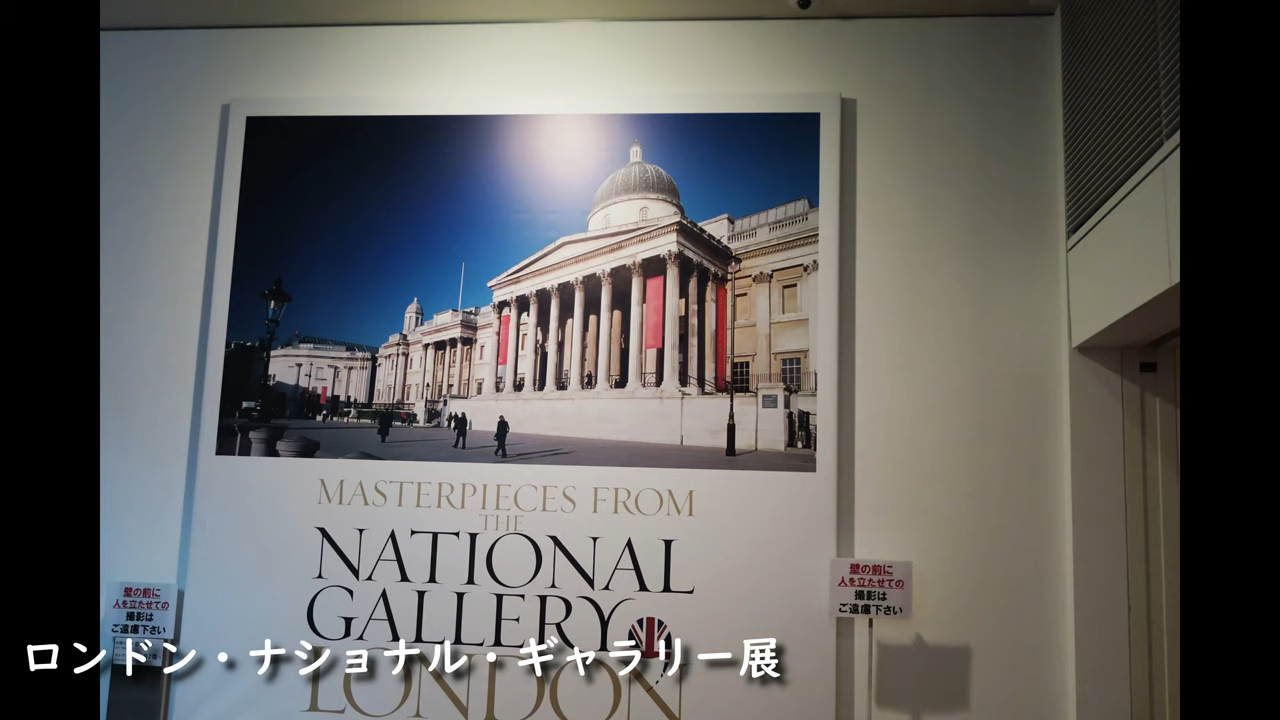 MASTERPIECES FROM
THE
NATIONAL
GALLERY,
LONDON
壁の前に
人を立たせての
撮影は
ご遠慮下さい
壁の前に
人を立たせての
撮影は
ご遠慮下さい
ロンドン・ナショナル・ギャラリー展